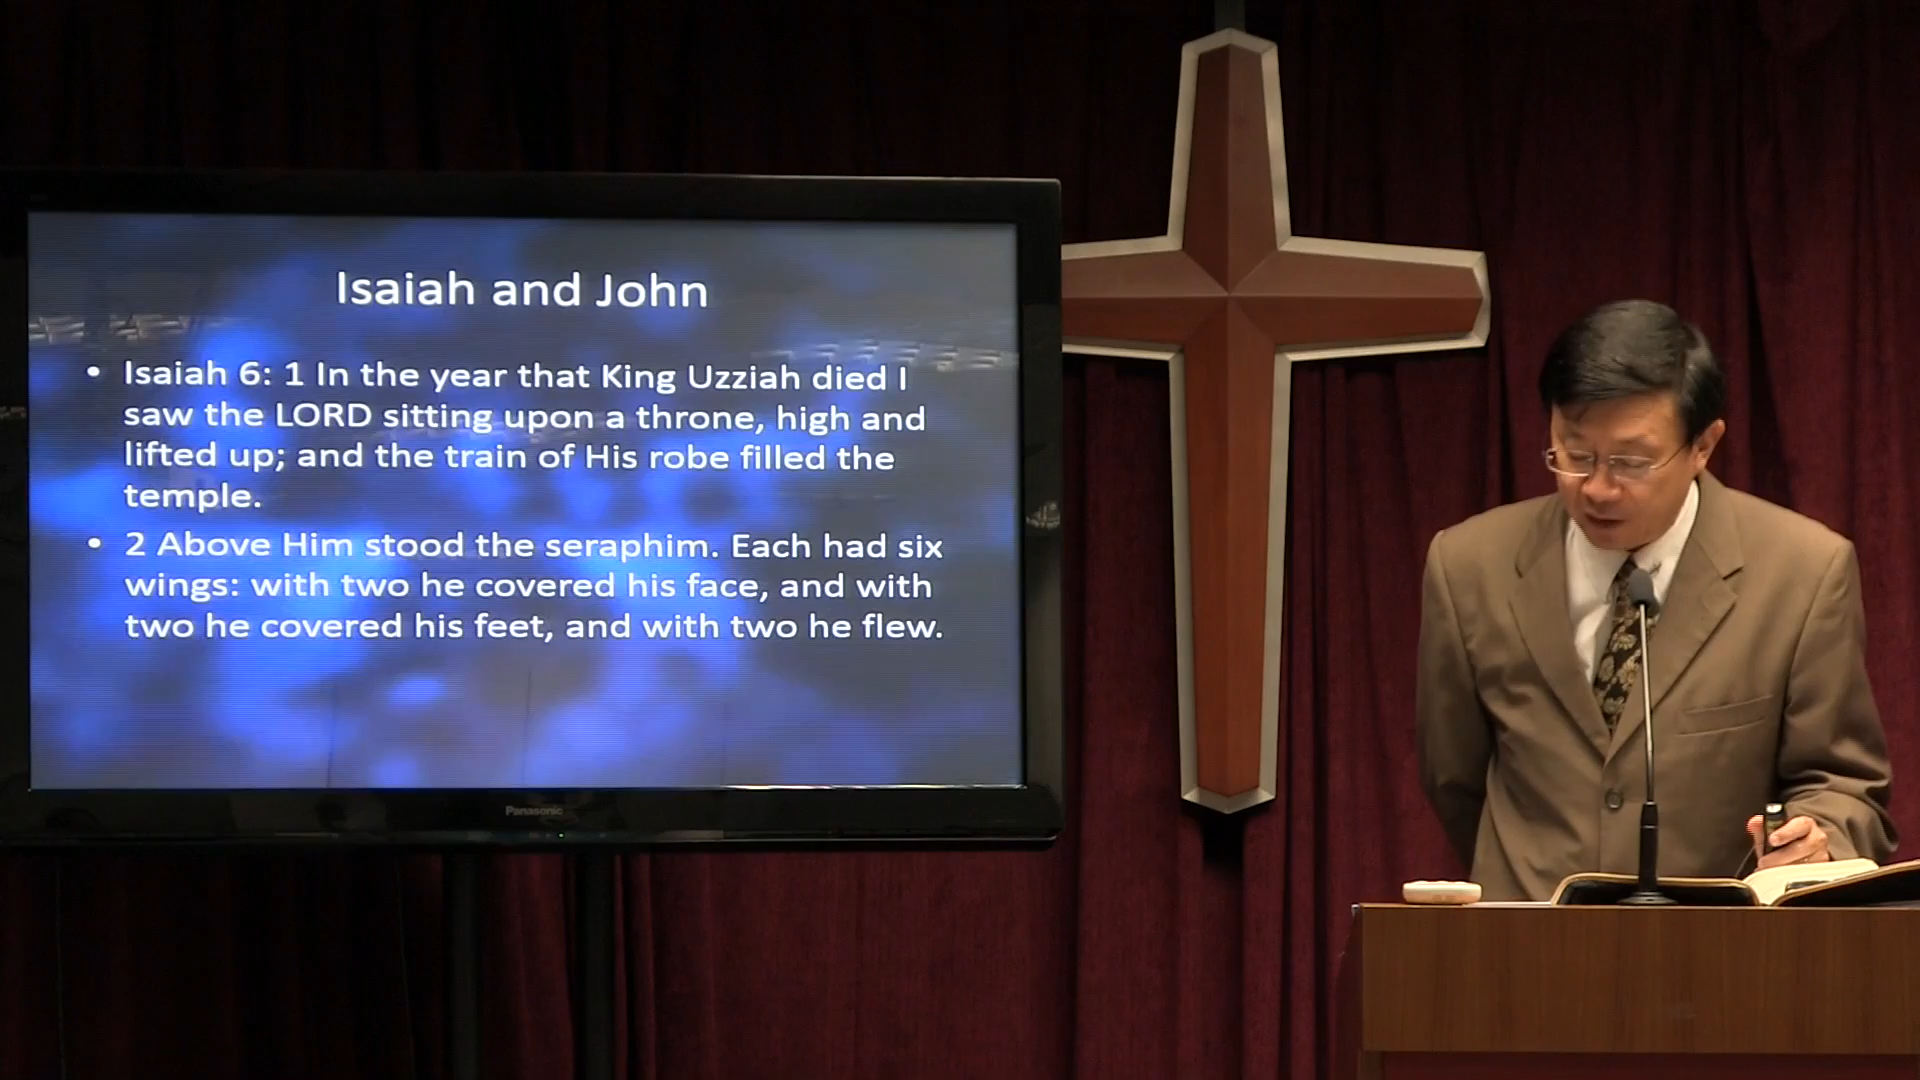 Isaiah and John
• Isaiah 6: 1 In the year that King Uzziah died I
saw the LORD sitting upon a throne, high and
lifted up; and the train of His robe filled the
temple.
• 2 Above Him stood the seraphim. Each had six
wings: with two he covered his face, and with
two he covered his feet, and with two he flew.
Panasonic